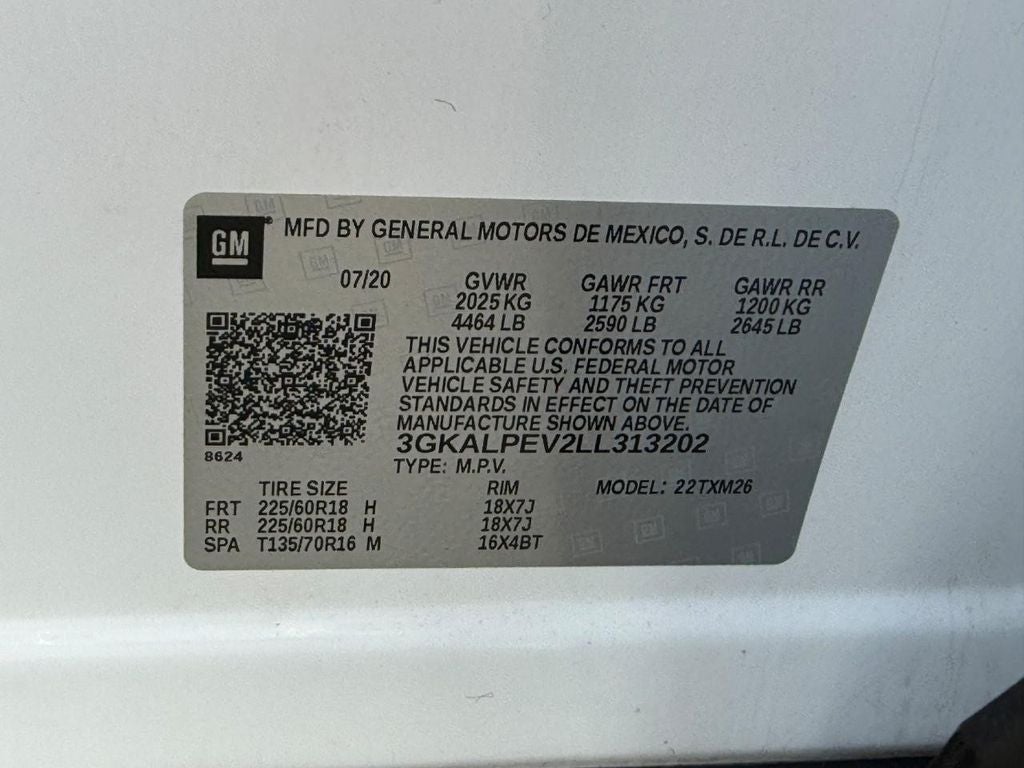 GM ® MFD BY GENERAL MOTORS DE MEXICO, S. DE R.L. DE C.V.
07/20 GVWR GAWR FRT GAWR RR
2025 KG 1175 KG 1200 KG
4464 LB 2590 LB 2645 LB
THIS VEHICLE CONFORMS TO ALL
APPLICABLE U.S. FEDERAL MOTOR
VEHICLE SAFETY AND THEFT PREVENTION
STANDARDS IN EFFECT ON THE DATE OF
MANUFACTURE SHOWN ABOVE.
3GKALPEV2LL313202
8624
TYPE: M.P.V.
TIRE SIZE RIM MODEL: 22TXM26
FRT 225/60R18 H 18X7J
RR 225/60R18 H 18X7J
SPA T135/70R16 M 16X4BT